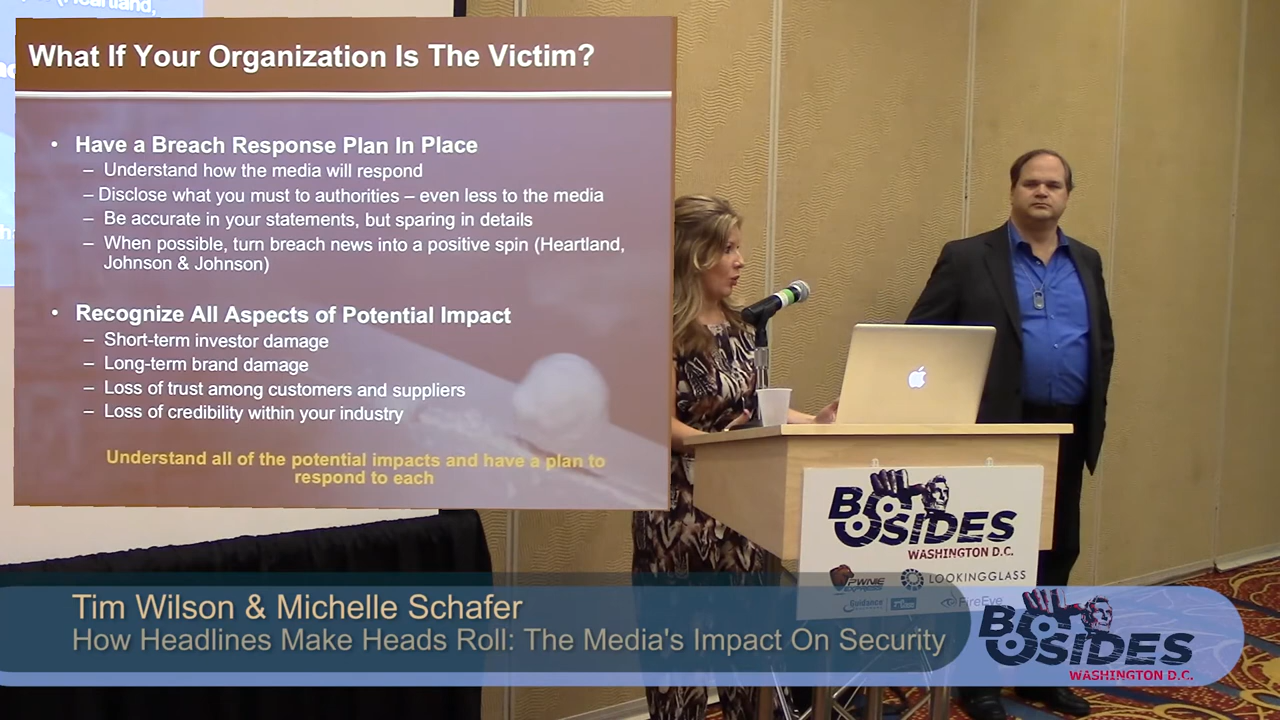 (Heartland,
What If Your Organization Is The Victim?
• Have a Breach Response Plan In Place
– Understand how the media will respond
– Disclose what you must to authorities – even less to the media
– Be accurate in your statements, but sparing in details
– When possible, turn breach news into a positive spin (Heartland,
Johnson & Johnson)
• Recognize All Aspects of Potential Impact
– Short-term investor damage
– Long-term brand damage
– Loss of trust among customers and suppliers
– Loss of credibility within your industry
Understand all of the potential impacts and have a plan to
respond to each
BSIDES
WASHINGTON D.C.
PWNIE
EXPRESS
LOOKINGGLASS
Guidance
FireEye
Tim Wilson & Michelle Schafer
How Headlines Make Heads Roll: The Media's Impact On Security
BSIDES
WASHINGTON D.C.